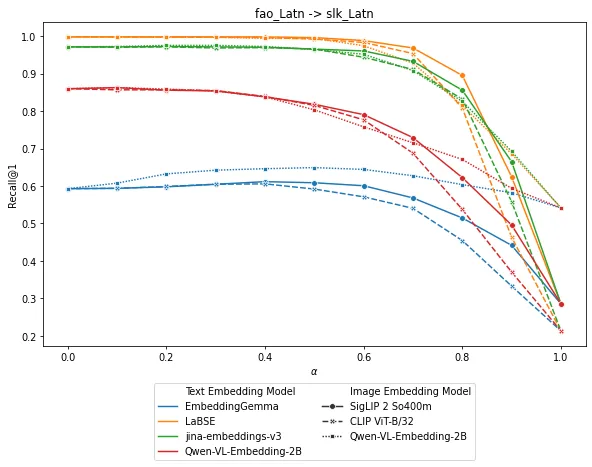 fao_Latn -> slk_Latn
1.0
0.9
0.8
0.7
0.6
0.5
0.4
0.3
0.2
Recall@1
0.0 0.2 0.4 0.6 0.8 1.0
α
Text Embedding Model Image Embedding Model
EmbeddingGemma SigLIP 2 So400m
LaBSE CLIP ViT-B/32
jina-embeddings-v3 Qwen-VL-Embedding-2B
Qwen-VL-Embedding-2B